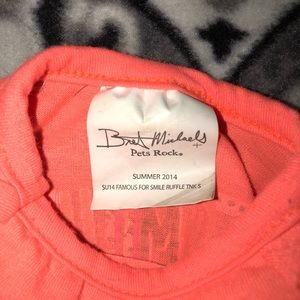 Bret Michaels
Pets Rock®
SUMMER 2014
SU14 FAMOUS FOR SMILE RUFFLE TNK-S